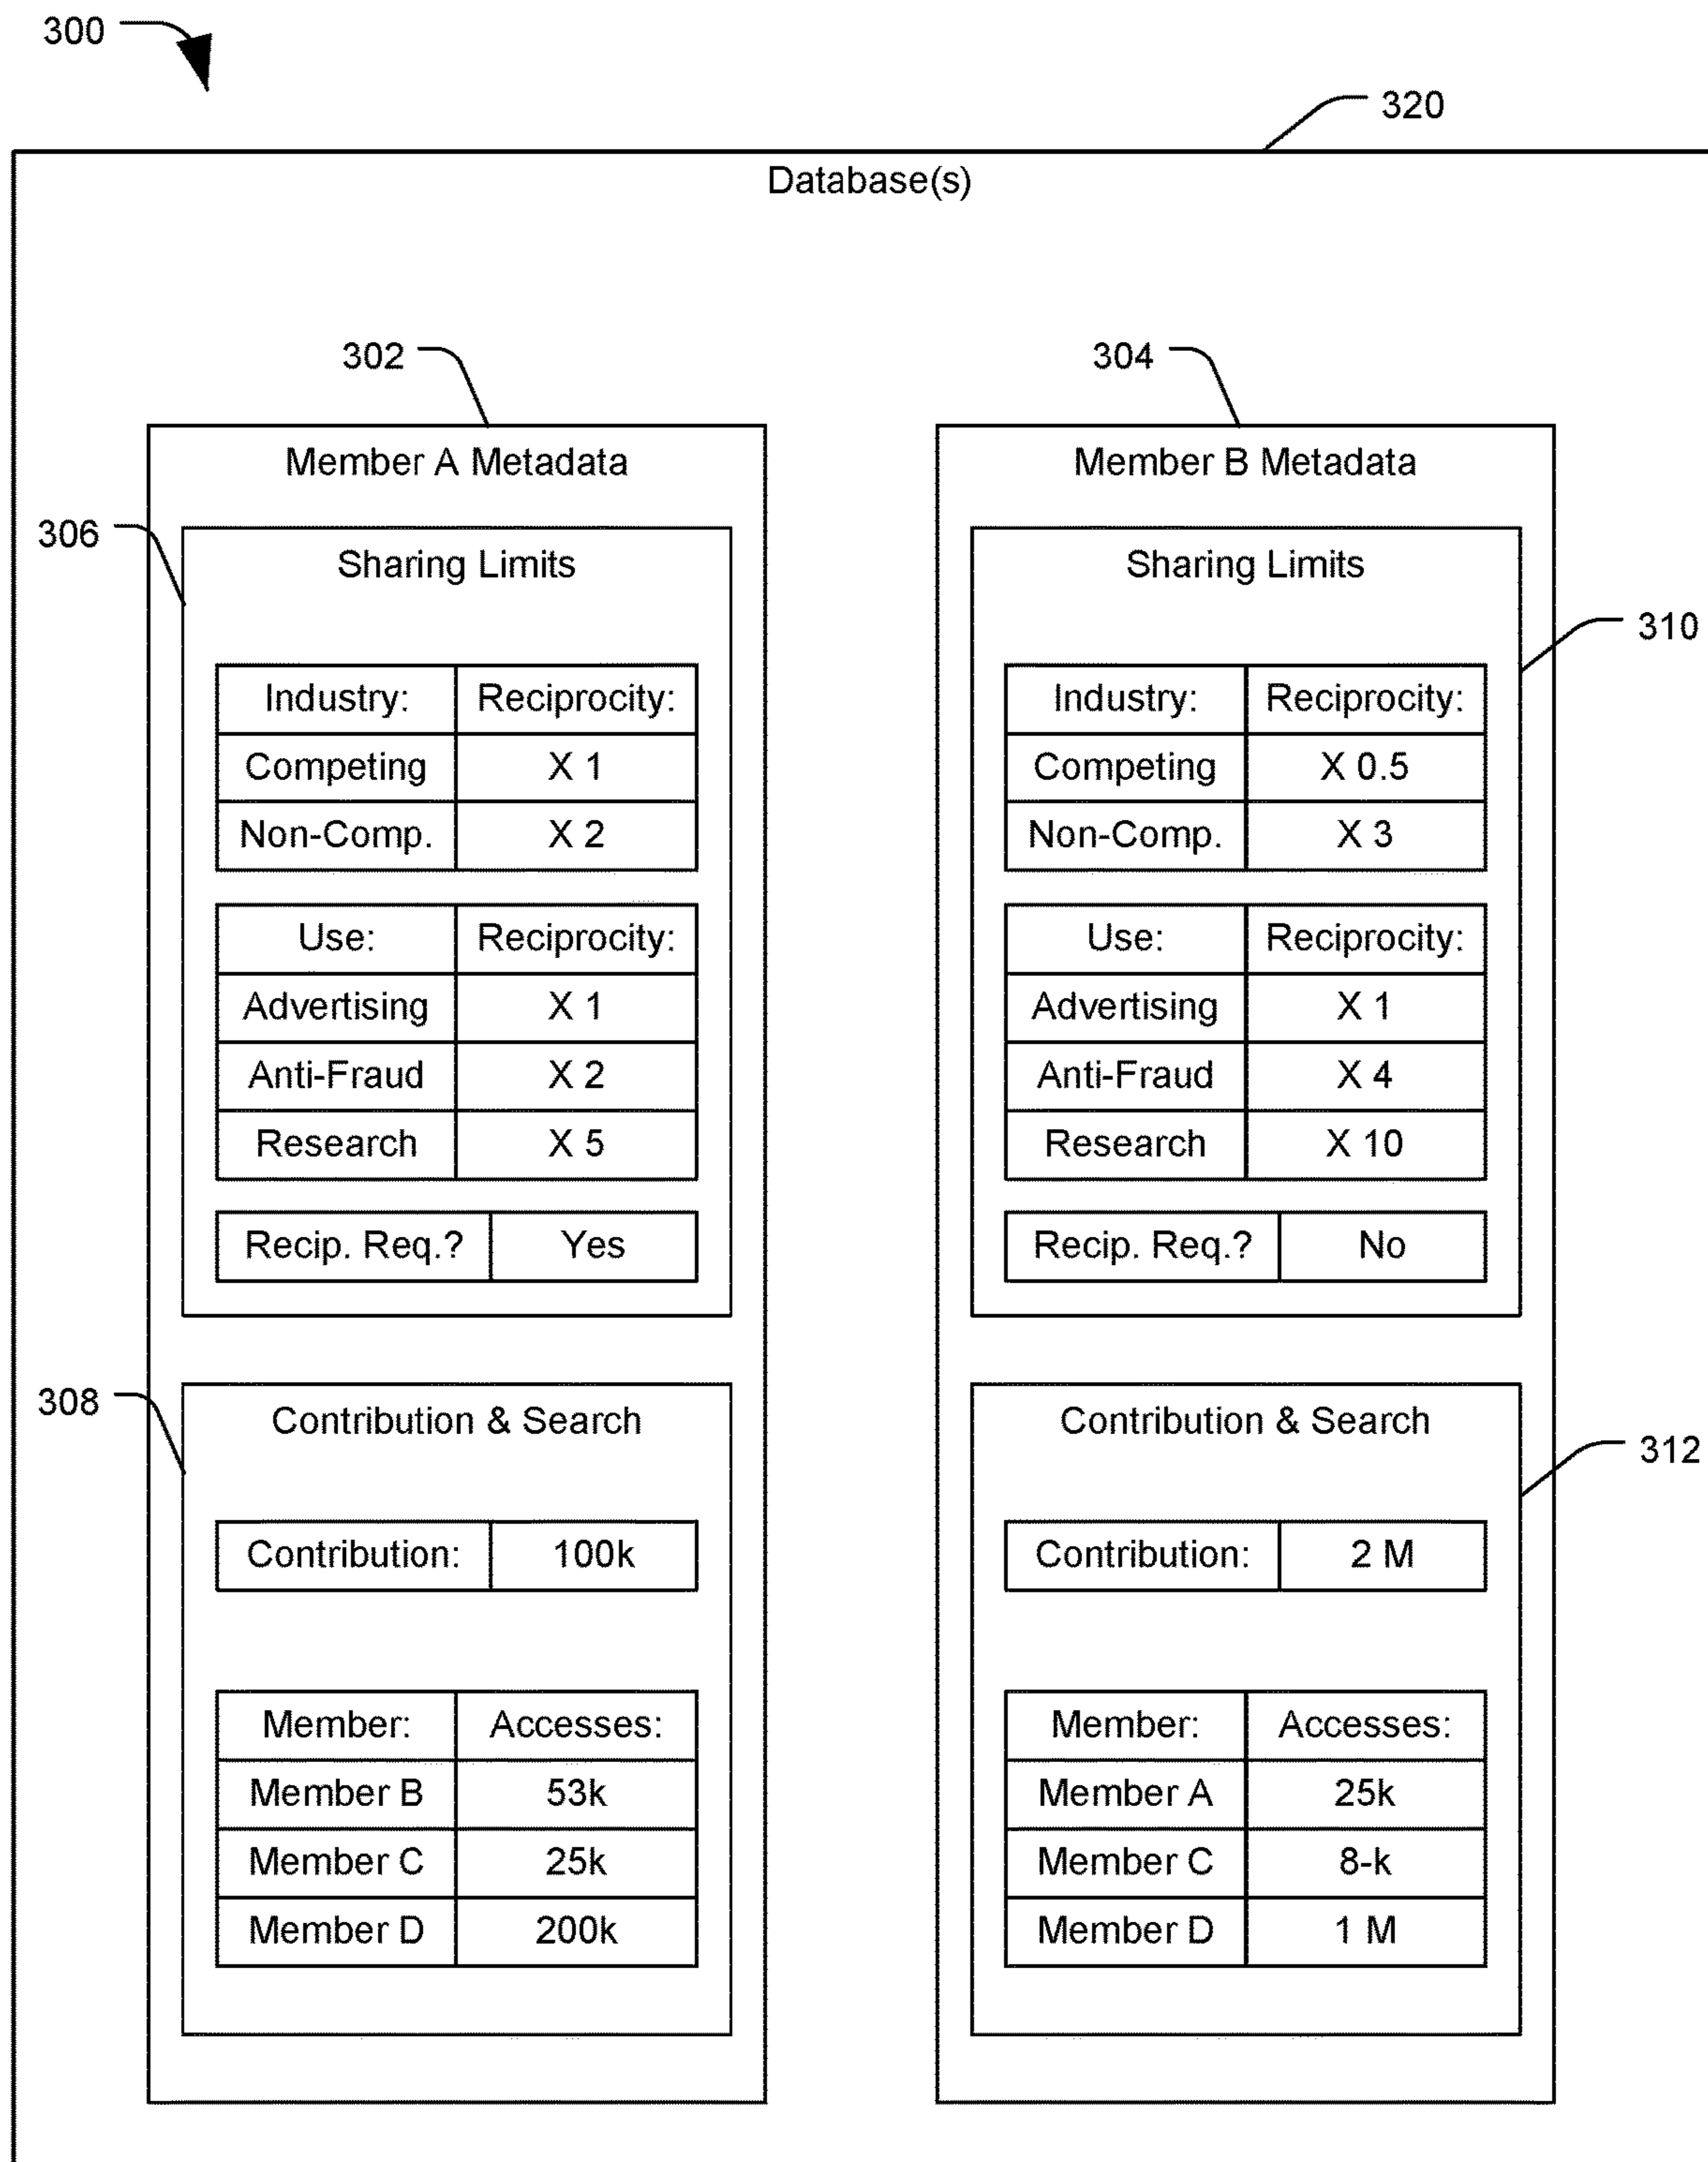 300
320
Database(s)
302
304
Member A Metadata
306
Sharing Limits
Industry: Reciprocity:
Competing X 1
Non-Comp. X 2
Use: Reciprocity:
Advertising X 1
Anti-Fraud X 2
Research X 5
Recip. Req.? Yes
308
Contribution & Search
Contribution: 100k
Member: Accesses:
Member B 53k
Member C 25k
Member D 200k
Member B Metadata
Sharing Limits
310
Industry: Reciprocity:
Competing X 0.5
Non-Comp. X 3
Use: Reciprocity:
Advertising X 1
Anti-Fraud X 4
Research X 10
Recip. Req.? No
Contribution & Search
312
Contribution: 2 M
Member: Accesses:
Member A 25k
Member C 8-k
Member D 1 M